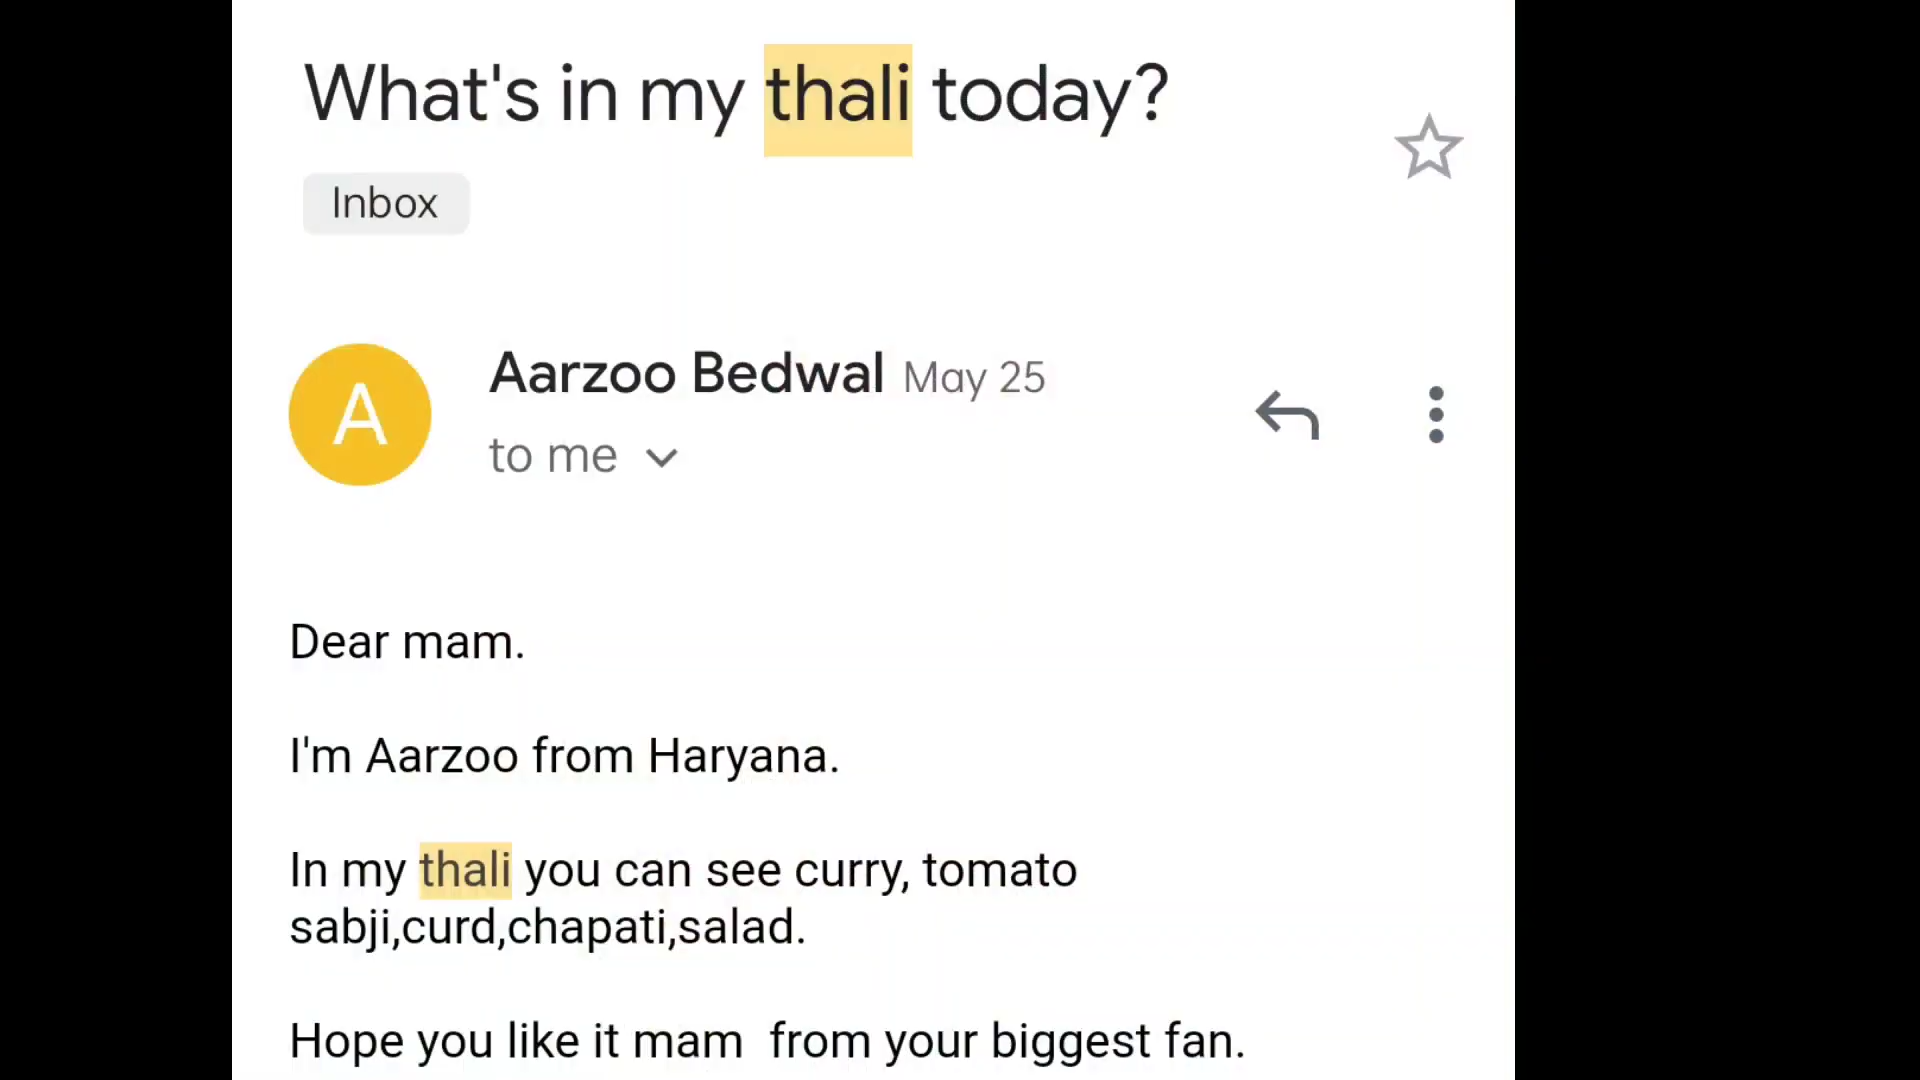 What's in my thali today?
Inbox
A
Aarzoo Bedwal May 25
to me
Dear mam.
I'm Aarzoo from Haryana.
In my thali you can see curry, tomato
sabji,curd,chapati,salad.
Hope you like it mam  from your biggest fan.